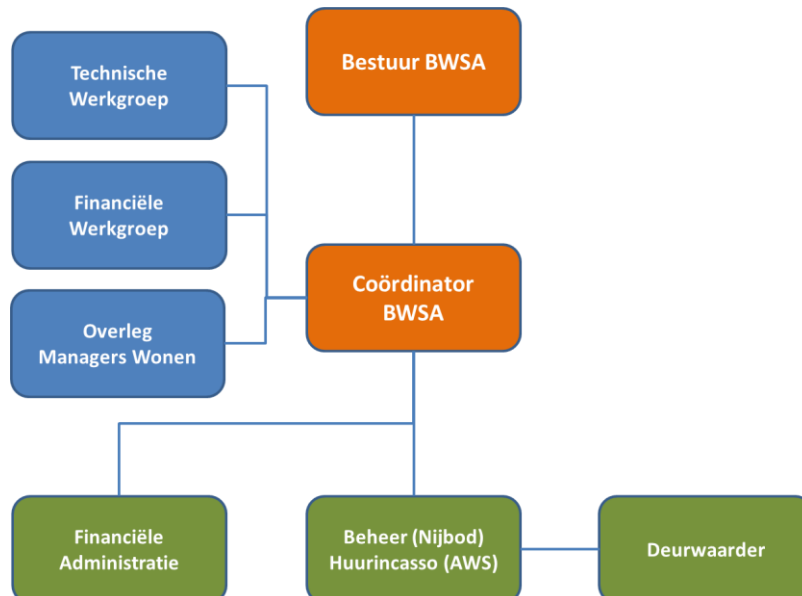 Technische
Werkgroep
Bestuur BWSA
Financiële
Werkgroep
Coördinator
BWSA
Overleg
Managers Wonen
Financiële
Administratie
Beheer (Nijbod)
Huurincasso (AWS)
Deurwaarder